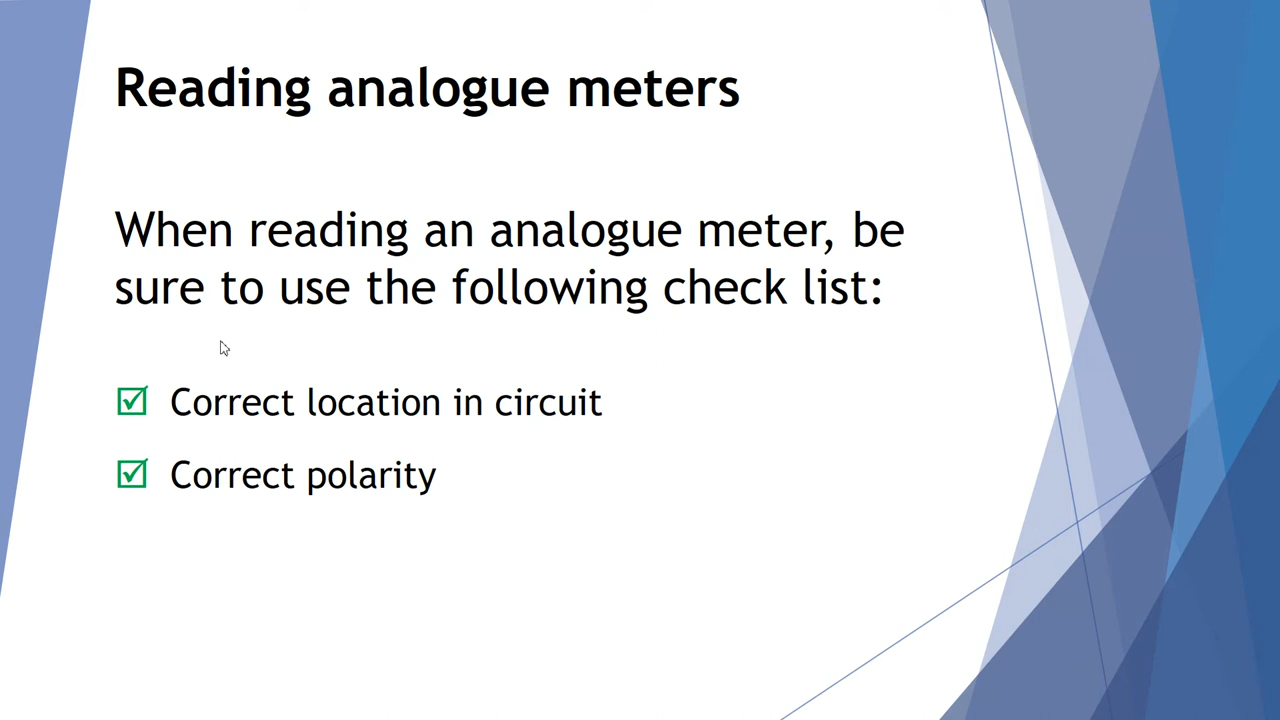 Reading analogue meters
When reading an analogue meter, be
sure to use the following check list:
Correct location in circuit
Correct polarity